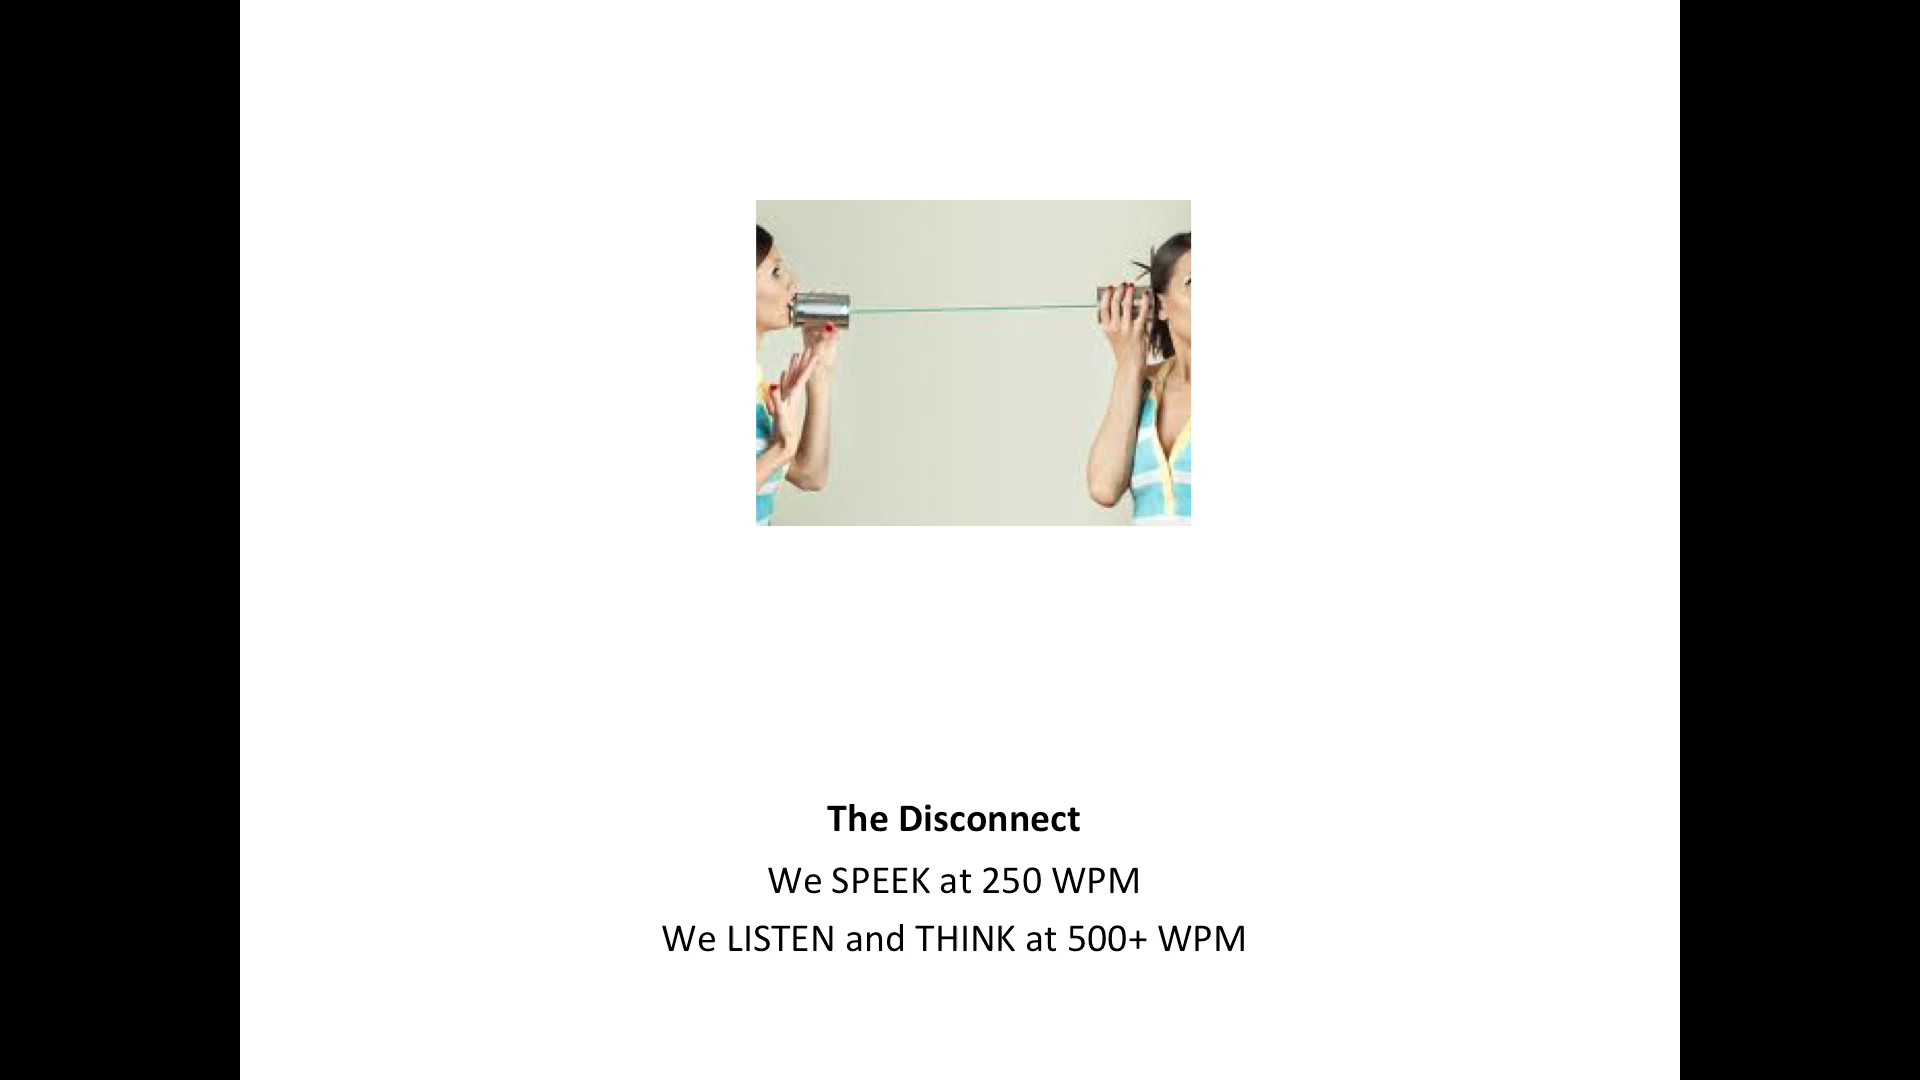 The Disconnect
We SPEEK at 250 WPM
We LISTEN and THINK at 500+ WPM